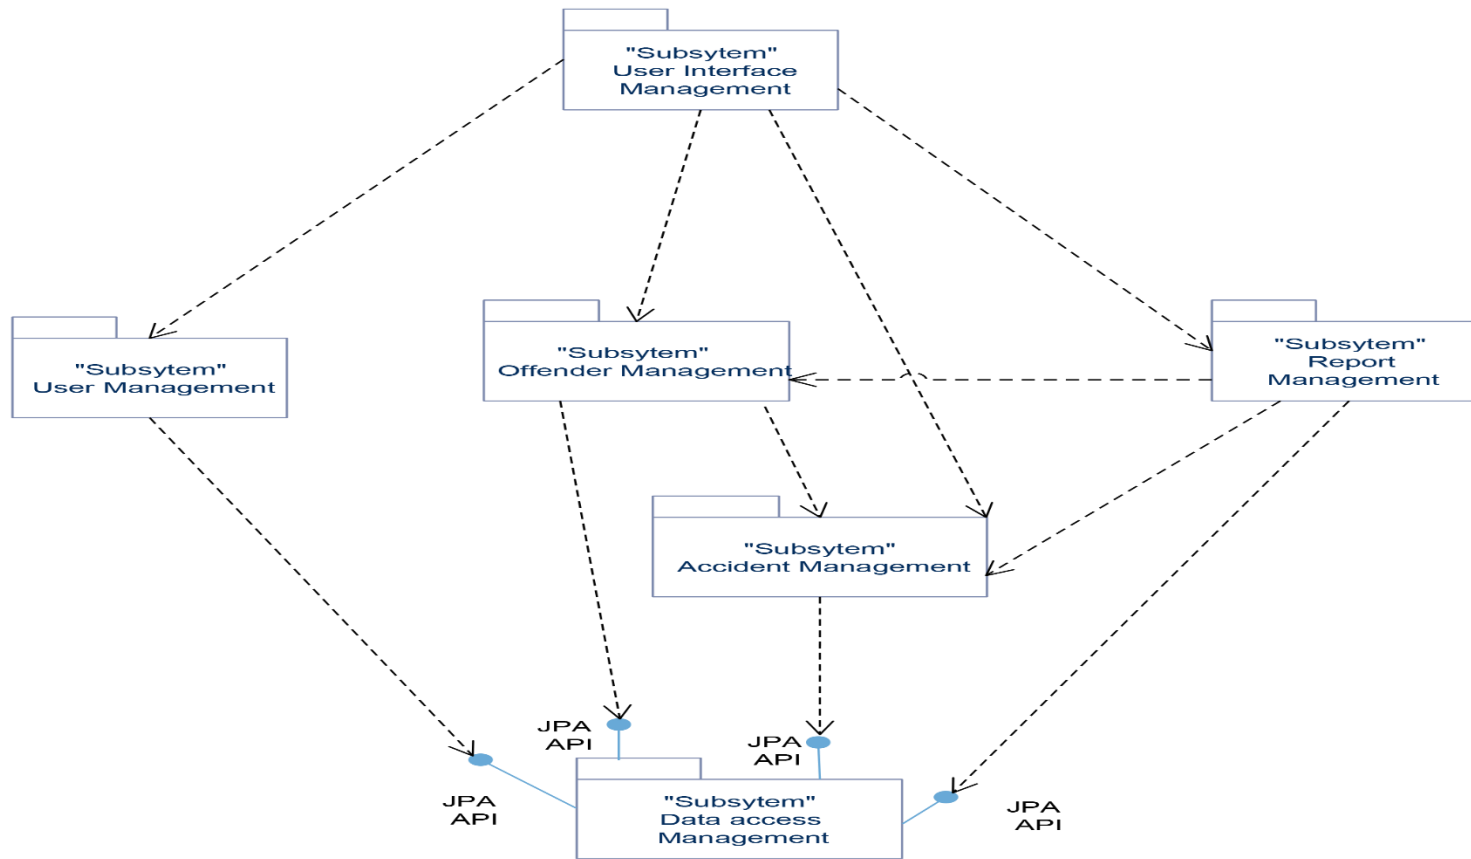 "Subsytem"
User Interface
Management
"Subsytem"
User Management
"Subsytem"
Offender Management
"Subsytem"
Report
Management
"Subsytem"
Accident Management
JPA
API
JPA
API
JPA
API
JPA
API
"Subsytem"
Data access
Management